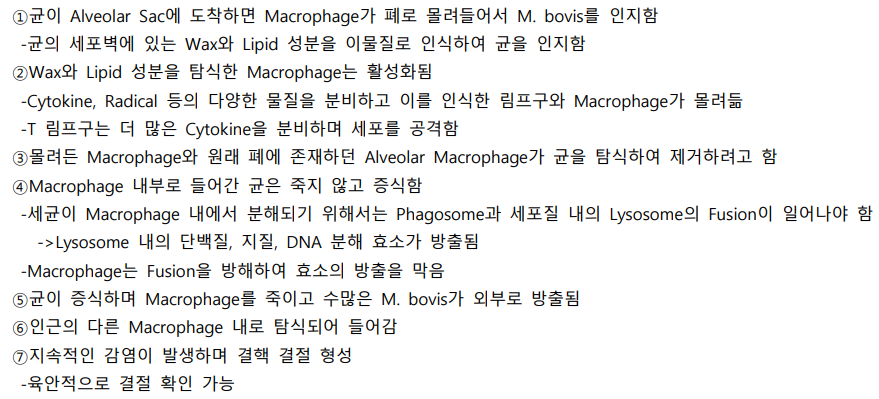 ①균이 Alveolar Sac에 도착하면 Macrophage가 폐로 몰려들어서 M. bovis를 인지함
-균의 세포벽에 있는 Wax와 Lipid 성분을 이물질로 인식하여 균을 인지함
②Wax와 Lipid 성분을 탐식한 Macrophage는 활성화됨
-Cytokine, Radical 등의 다양한 물질을 분비하고 이를 인식한 림프구와 Macrophage가 몰려듦
-T 림프구는 더 많은 Cytokine을 분비하며 세포를 공격함
③몰려든 Macrophage와 원래 폐에 존재하던 Alveolar Macrophage가 균을 탐식하여 제거하려고 함
④Macrophage 내부로 들어간 균은 죽지 않고 증식함
-세균이 Macrophage 내에서 분해되기 위해서는 Phagosome과 세포질 내의 Lysosome의 Fusion이 일어나야 함
->Lysosome 내의 단백질, 지질, DNA 분해 효소가 방출됨
-Macrophage는 Fusion을 방해하여 효소의 방출을 막음
⑤균이 증식하며 Macrophage를 죽이고 수많은 M. bovis가 외부로 방출됨
⑥인근의 다른 Macrophage 내로 탐식되어 들어감
⑦지속적인 감염이 발생하며 결핵 결절 형성
-육안적으로 결절 확인 가능